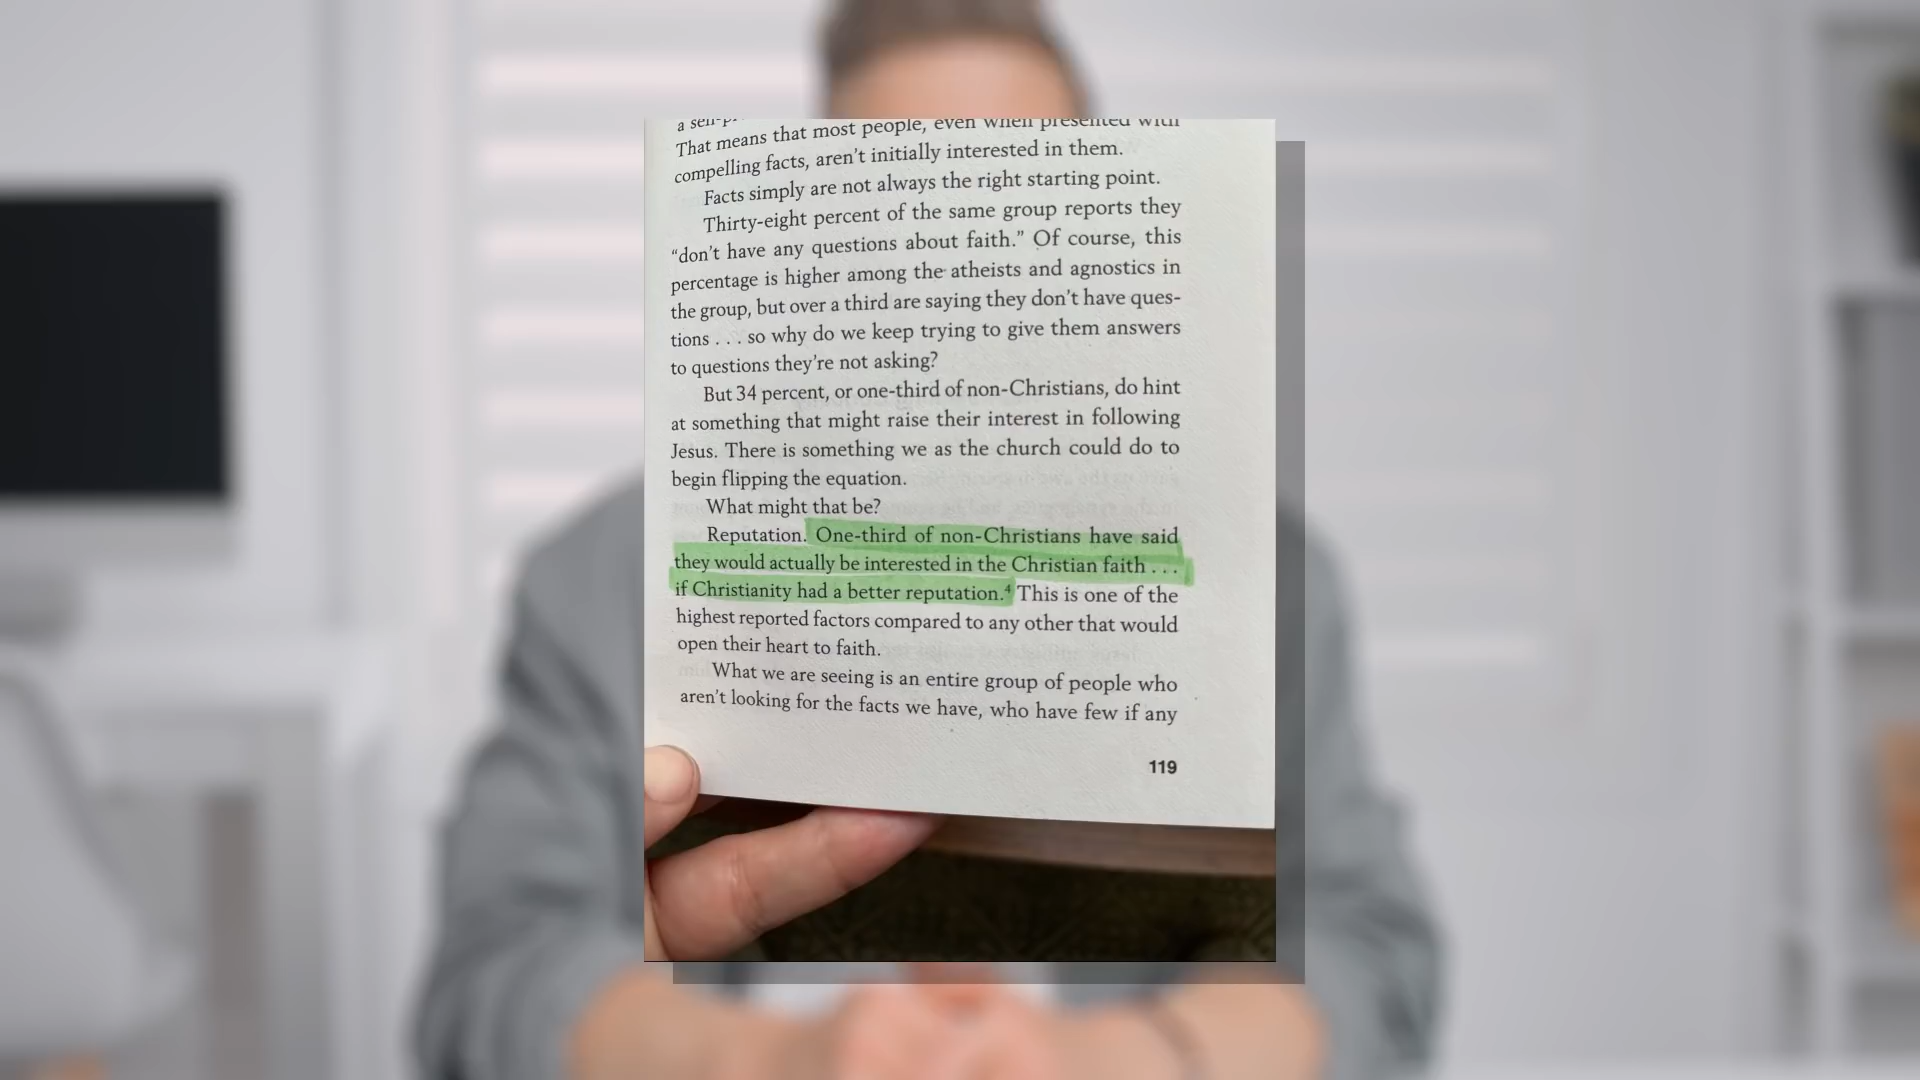 That means that most people, even when presented with
compelling facts, aren’t initially interested in them.
Facts simply are not always the right starting point.
Thirty-eight percent of the same group reports they
“don’t have any questions about faith.” Of course, this
percentage is higher among the atheists and agnostics in
the group, but over a third are saying they don’t have ques-
tions . . . so why do we keep trying to give them answers
to questions they’re not asking?
But 34 percent, or one-third of non-Christians, do hint
at something that might raise their interest in following
Jesus. There is something we as the church could do to
begin flipping the equation.
What might that be?
Reputation. One-third of non-Christians have said
they would actually be interested in the Christian faith . . .
if Christianity had a better reputation.⁴ This is one of the
highest reported factors compared to any other that would
open their heart to faith.
What we are seeing is an entire group of people who
aren’t looking for the facts we have, who have few if any
119